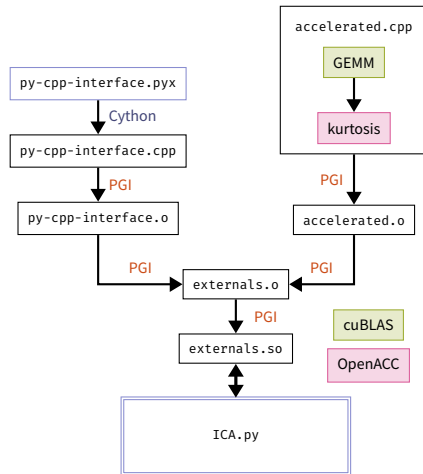 accelerated.cpp
GEMM
py-cpp-interface.pyx
Cython
kurtosis
py-cpp-interface.cpp
PGI
PGI
py-cpp-interface.o
accelerated.o
PGI
PGI
externals.o
PGI
cuBLAS
externals.so
OpenACC
ICA.py